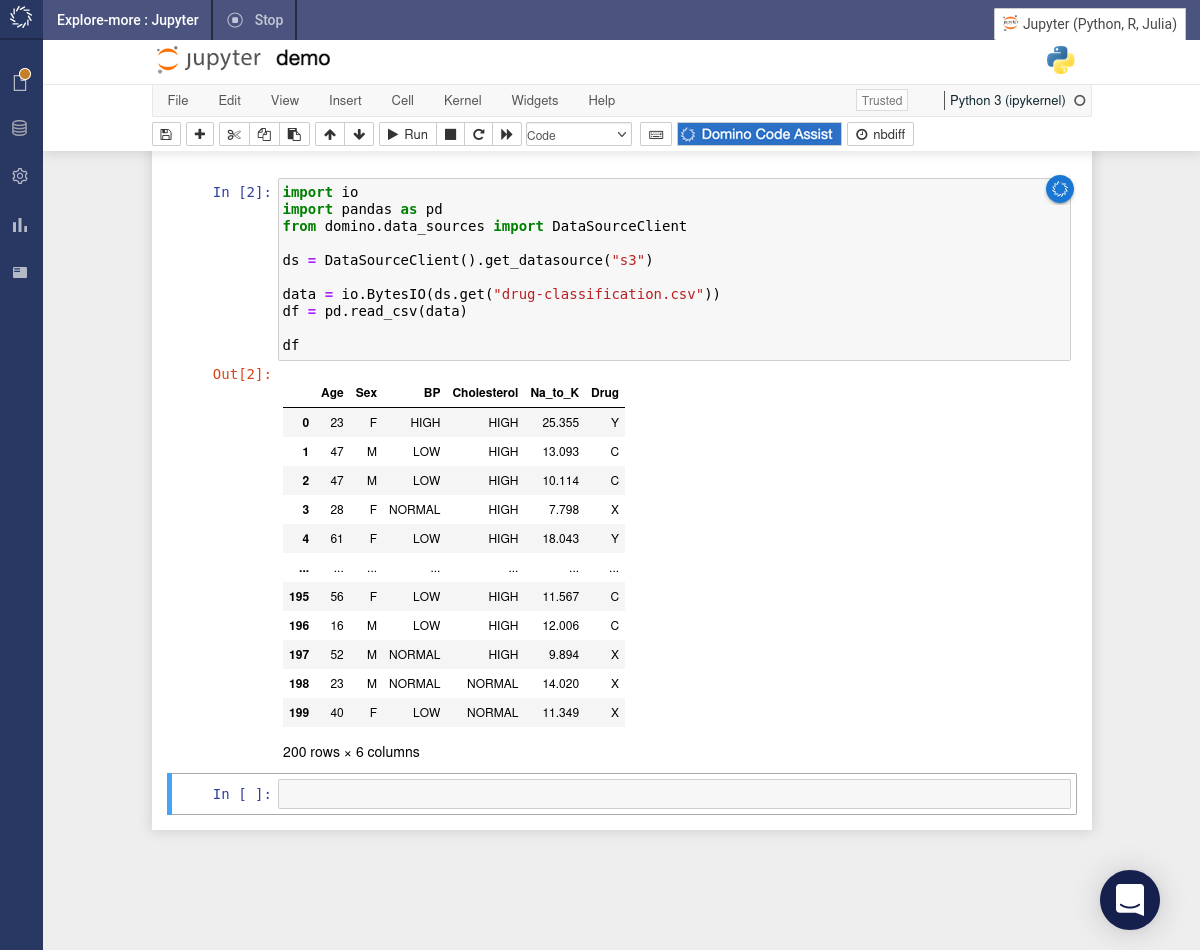 Explore-more : Jupyter Stop
Jupyter (Python, R, Julia)
jupyter demo
File Edit View Insert Cell Kernel Widgets Help Trusted Python 3 (ipykernel)
Run Code Domino Code Assist nbdiff
In [2]: import io
import pandas as pd
from domino.data_sources import DataSourceClient
ds = DataSourceClient().get_datasource("s3")
data = io.BytesIO(ds.get("drug-classification.csv"))
df = pd.read_csv(data)
df
Out[2]:
Age Sex BP Cholesterol Na_to_K Drug
0 23 F HIGH HIGH 25.355 Y
1 47 M LOW HIGH 13.093 C
2 47 M LOW HIGH 10.114 C
3 28 F NORMAL HIGH 7.798 X
4 61 F LOW HIGH 18.043 Y
... ... ... ... ... ... ...
195 56 F LOW HIGH 11.567 C
196 16 M LOW HIGH 12.006 C
197 52 M NORMAL HIGH 9.894 X
198 23 M NORMAL NORMAL 14.020 X
199 40 F LOW NORMAL 11.349 X
200 rows × 6 columns
In [ ]: